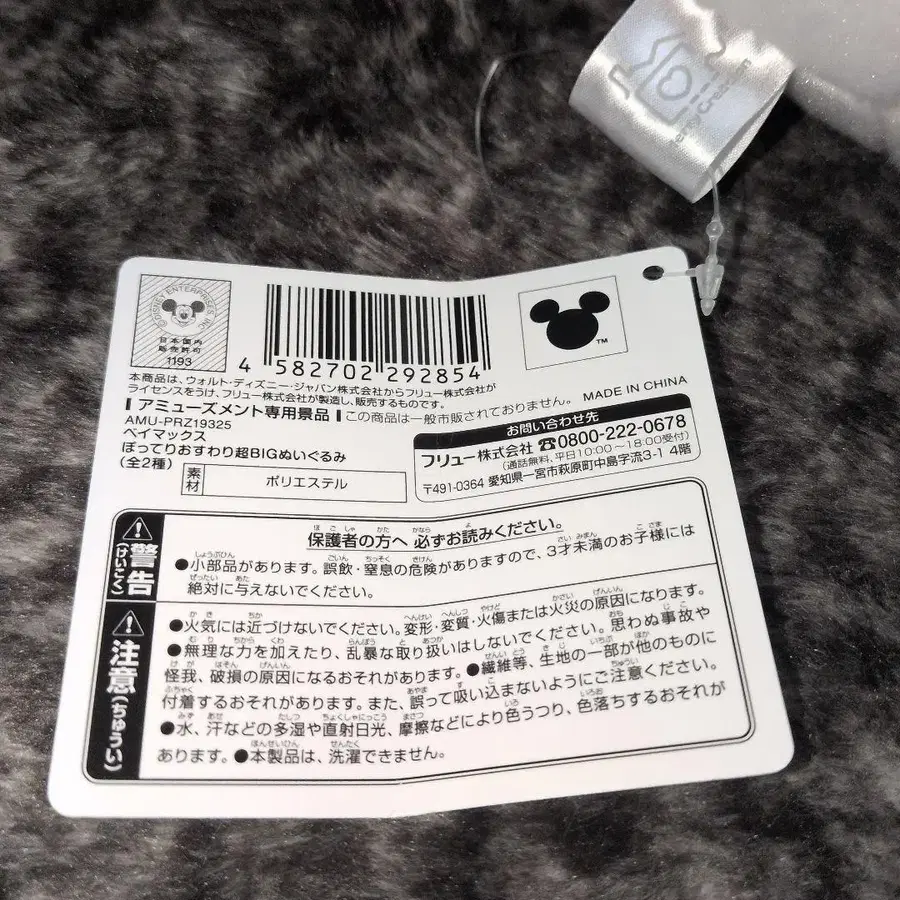 © DISNEY ENTERPRISES, INC.
日本国内
販売許可
1193
4 582702 292854
TM
本商品は、ウォルト・ディズニー・ジャパン株式会社からフリュー株式会社が
ライセンスをうけ、フリュー株式会社が製造し、販売するものです。
アミューズメント専用景品 この商品は一般市販されておりません。 MADE IN CHINA
AMU-PRZ19325
ベイマックス
ぽってりおすわり超BIGぬいぐるみ
(全2種)
素材 ポリエステル
お問い合わせ先
フリュー株式会社 ☎0800-222-0678
(通話無料、平日10:00〜18:00受付)
〒491-0364 愛知県一宮市萩原町中島字流3-1 4階
⚠警告(けいこく)
保護者の方へ 必ずお読みください。
●小部品があります。誤飲・窒息の危険がありますので、3才未満のお子様には
絶対に与えないでください。
⚠注意(ちゅうい)
●火気には近づけないでください。変形・変質・火傷または火災の原因になります。
●無理な力を加えたり、乱暴な取り扱いはしないでください。思わぬ事故や
怪我、破損の原因になるおそれがあります。●繊維等、生地の一部が他のものに
付着するおそれがあります。また、誤って吸い込まないようにご注意ください。
●水、汗などの多湿や直射日光、摩擦などにより色うつり、色落ちするおそれが
あります。●本製品は、洗濯できません。